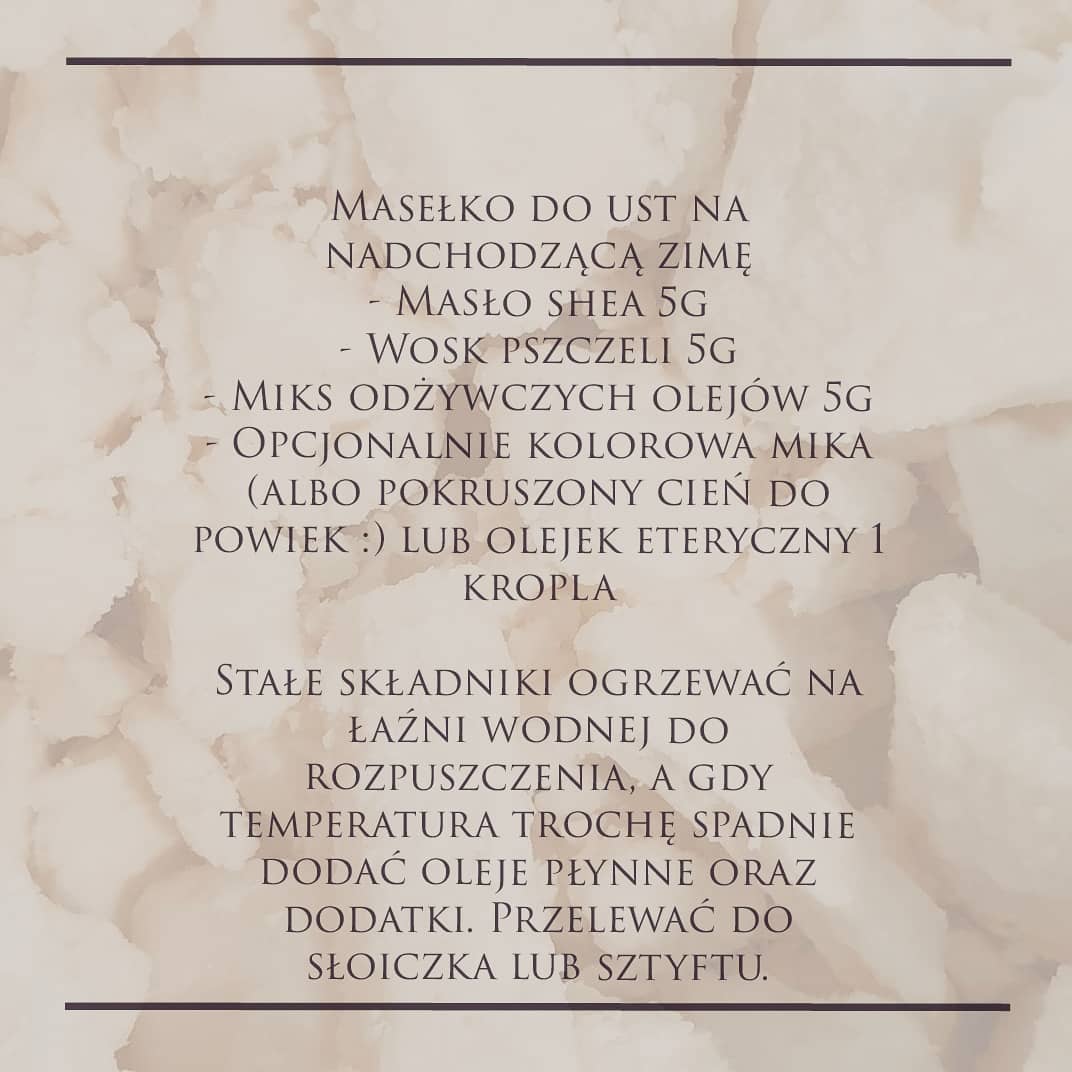 Masełko do ust na
nadchodzącą zimę
- Masło shea 5g
- Wosk pszczeli 5g
- Miks odżywczych olejów 5g
- Opcjonalnie kolorowa mika
(albo pokruszony cień do
powiek :) lub olejek eteryczny 1
kropla
Stałe składniki ogrzewać na
łaźni wodnej do
rozpuszczenia, a gdy
temperatura trochę spadnie
dodać oleje płynne oraz
dodatki. Przelewać do
słoiczka lub sztyftu.